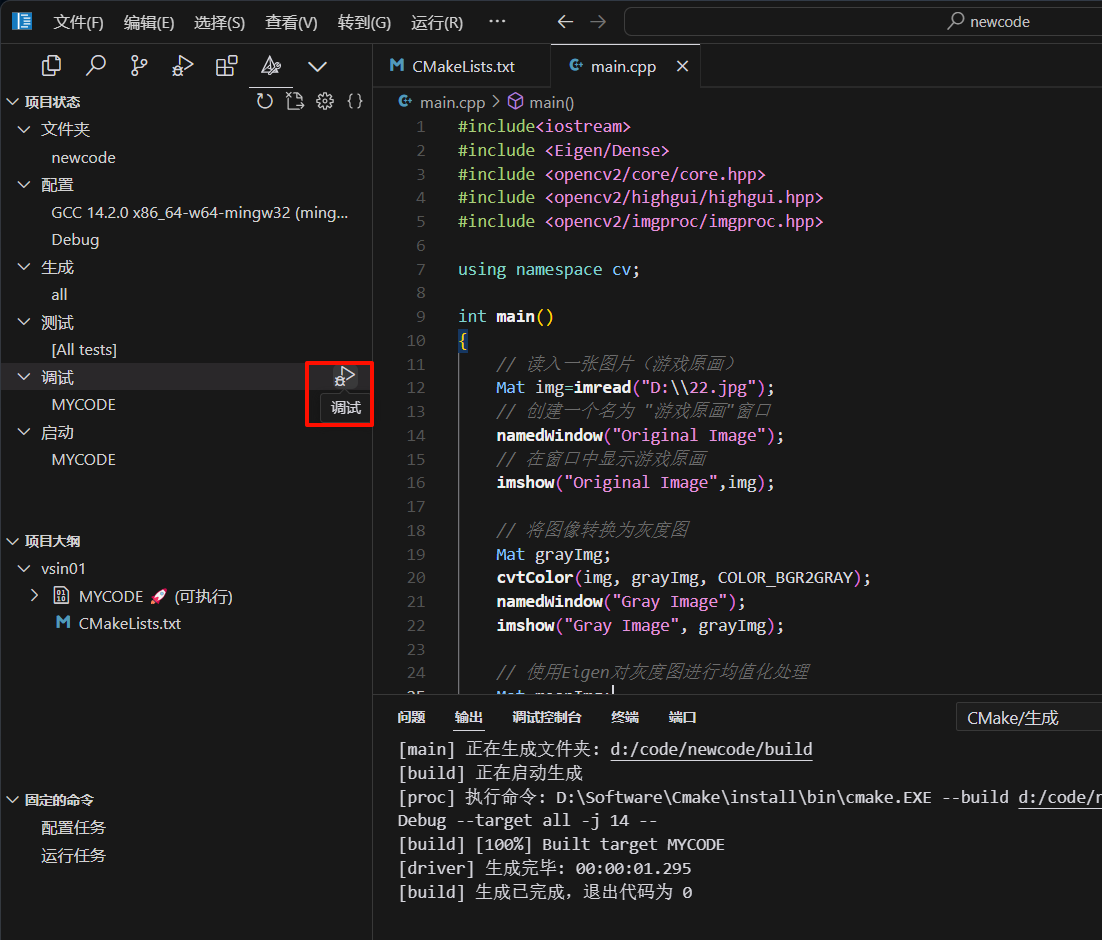 文件(F) 编辑(E) 选择(S) 查看(V) 转到(G) 运行(R) ··· newcode
CMakeLists.txt
main.cpp
项目状态
文件夹
newcode
配置
GCC 14.2.0 x86_64-w64-mingw32 (ming...
Debug
生成
all
测试
[All tests]
调试
调试
MYCODE
启动
MYCODE
项目大纲
vsin01
MYCODE 🚀 (可执行)
CMakeLists.txt
固定的命令
配置任务
运行任务
main.cpp > main()
1 #include<iostream>
2 #include <Eigen/Dense>
3 #include <opencv2/core/core.hpp>
4 #include <opencv2/highgui/highgui.hpp>
5 #include <opencv2/imgproc/imgproc.hpp>
6
7 using namespace cv;
8
9 int main()
10 {
11 // 读入一张图片（游戏原画）
12 Mat img=imread("D:\\22.jpg");
13 // 创建一个名为 "游戏原画"窗口
14 namedWindow("Original Image");
15 // 在窗口中显示游戏原画
16 imshow("Original Image",img);
17
18 // 将图像转换为灰度图
19 Mat grayImg;
20 cvtColor(img, grayImg, COLOR_BGR2GRAY);
21 namedWindow("Gray Image");
22 imshow("Gray Image", grayImg);
23
24 // 使用Eigen对灰度图进行均值化处理
25 Mat meanImg;
问题 输出 调试控制台 终端 端口 CMake/生成
[main] 正在生成文件夹: d:/code/newcode/build
[build] 正在启动生成
[proc] 执行命令: D:\Software\Cmake\install\bin\cmake.EXE --build d:/code/n
Debug --target all -j 14 --
[build] [100%] Built target MYCODE
[driver] 生成完毕: 00:00:01.295
[build] 生成已完成，退出代码为 0